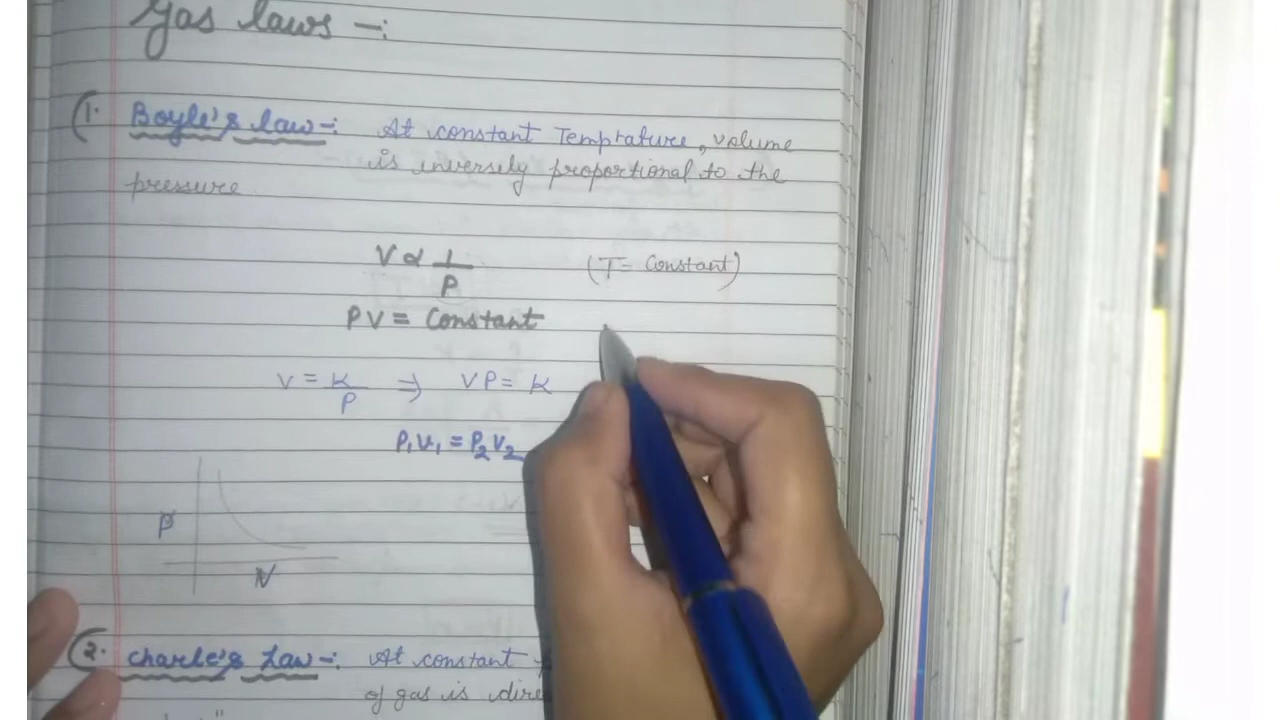 Gas laws -:
(1. Boyle's law -: At constant Temprature, volume
is inversely proportional to the
pressure
V ∝ 1/P (T = Constant)
PV = Constant
V = K/P ⇒ VP = K
P₁V₁ = P₂V₂
P
V
(2. Charle's Law -: At constant
of gas is